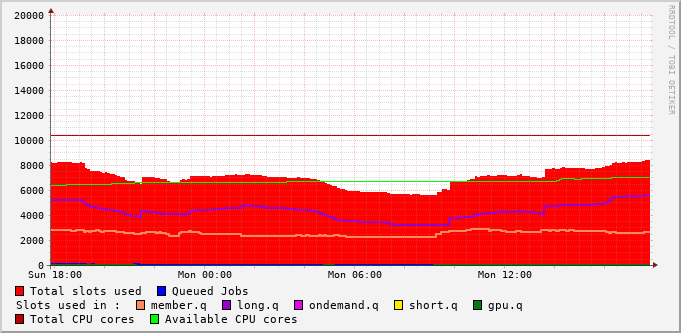 20000
18000
16000
14000
12000
10000
8000
6000
4000
2000
0
Sun 18:00 Mon 00:00 Mon 06:00 Mon 12:00
Total slots used Queued Jobs
Slots used in : member.q long.q ondemand.q short.q gpu.q
Total CPU cores Available CPU cores
RRDTOOL / TOBI OETIKER